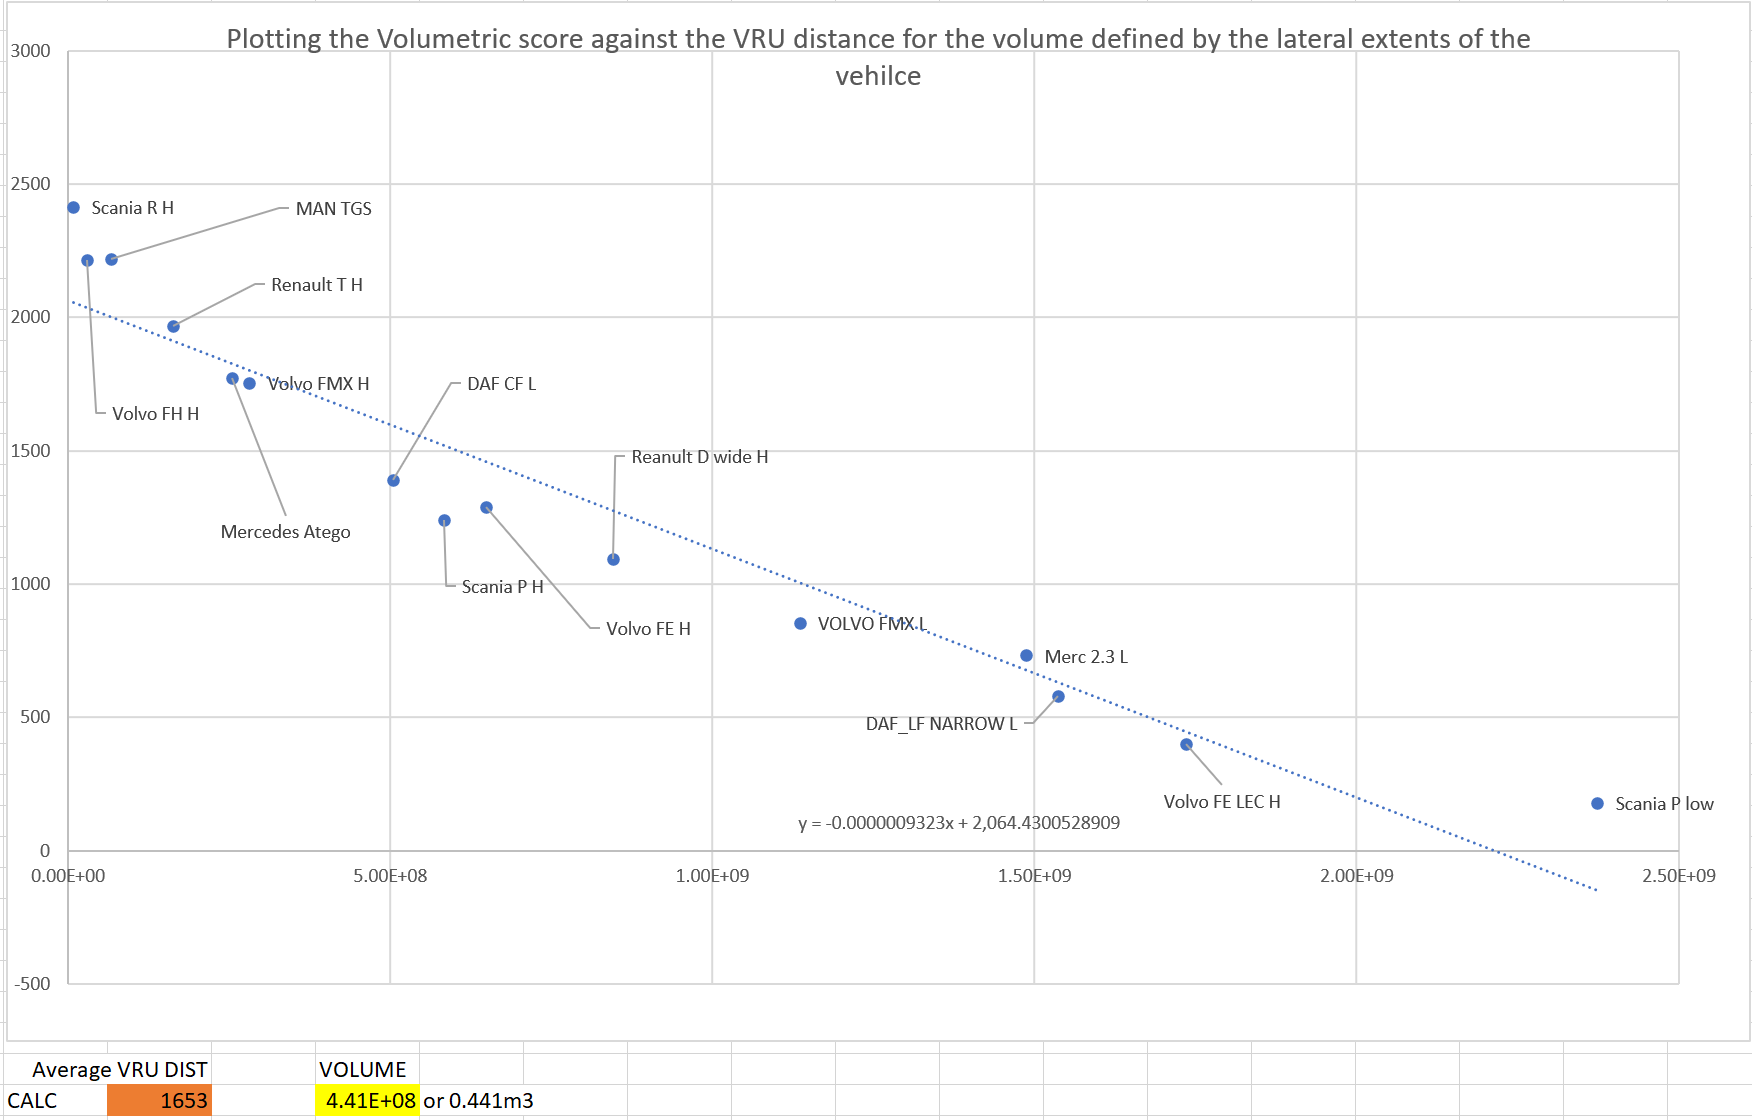 Plotting the Volumetric score against the VRU distance for the volume defined by the lateral extents of the
vehilce
3000
2500
2000
1500
1000
500
0
-500
Scania R H
MAN TGS
Renault T H
Volvo FMX H
DAF CF L
Volvo FH H
Reanult D wide H
Mercedes Atego
Scania P H
Volvo FE H
VOLVO FMX L
Merc 2.3 L
DAF_LF NARROW L
Volvo FE LEC H
Scania P low
y = -0.0000009323x + 2,064.4300528909
0.00E+00 5.00E+08 1.00E+09 1.50E+09 2.00E+09 2.50E+09
Average VRU DIST VOLUME
CALC 1653 4.41E+08 or 0.441m3